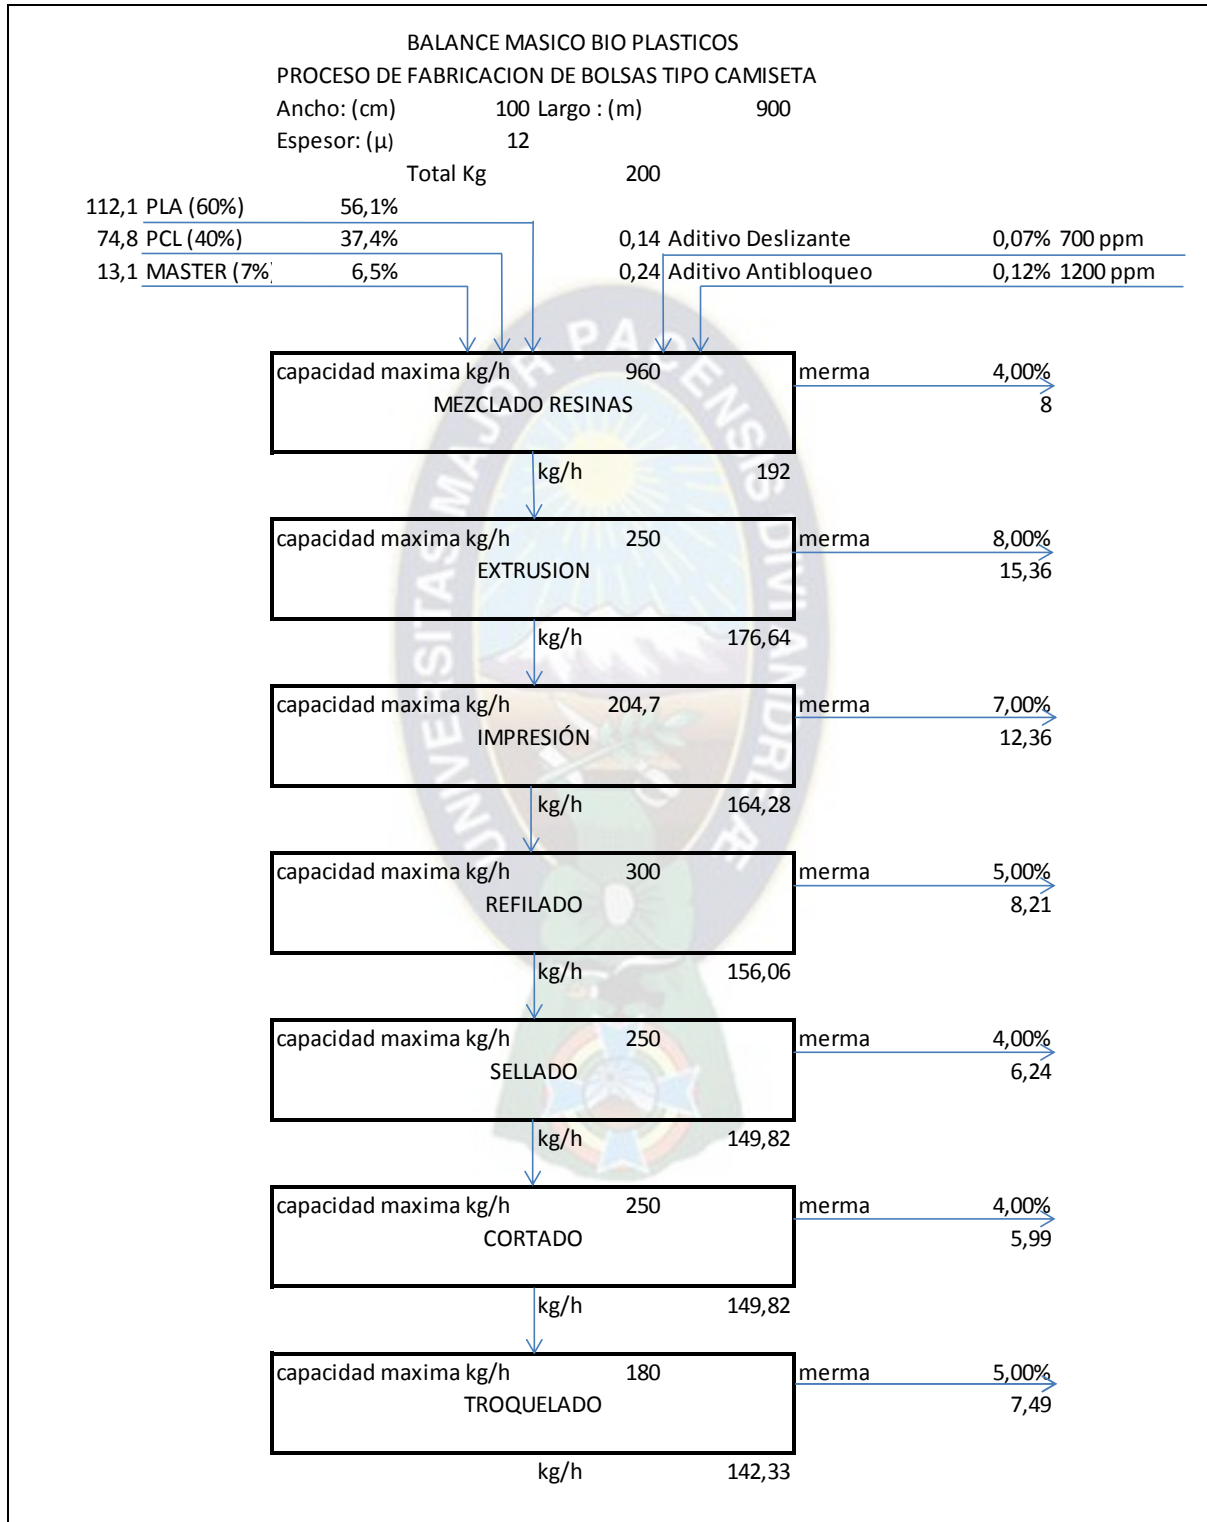 BALANCE MASICO BIO PLASTICOS
PROCESO DE FABRICACION DE BOLSAS TIPO CAMISETA
Ancho: (cm) 100 Largo : (m) 900
Espesor: (μ) 12
Total Kg 200
112,1 PLA (60%) 56,1%
74,8 PCL (40%) 37,4% 0,14 Aditivo Deslizante 0,07% 700 ppm
13,1 MASTER (7% 6,5% 0,24 Aditivo Antibloqueo 0,12% 1200 ppm
capacidad maxima kg/h 960 merma 4,00%
MEZCLADO RESINAS 8
kg/h 192
capacidad maxima kg/h 250 merma 8,00%
EXTRUSION 15,36
kg/h 176,64
capacidad maxima kg/h 204,7 merma 7,00%
IMPRESIÓN 12,36
kg/h 164,28
capacidad maxima kg/h 300 merma 5,00%
REFILADO 8,21
kg/h 156,06
capacidad maxima kg/h 250 merma 4,00%
SELLADO 6,24
kg/h 149,82
capacidad maxima kg/h 250 merma 4,00%
CORTADO 5,99
kg/h 149,82
capacidad maxima kg/h 180 merma 5,00%
TROQUELADO 7,49
kg/h 142,33
UNIVERSITAS MAJOR PACENSIS DIVI ANDREÆ